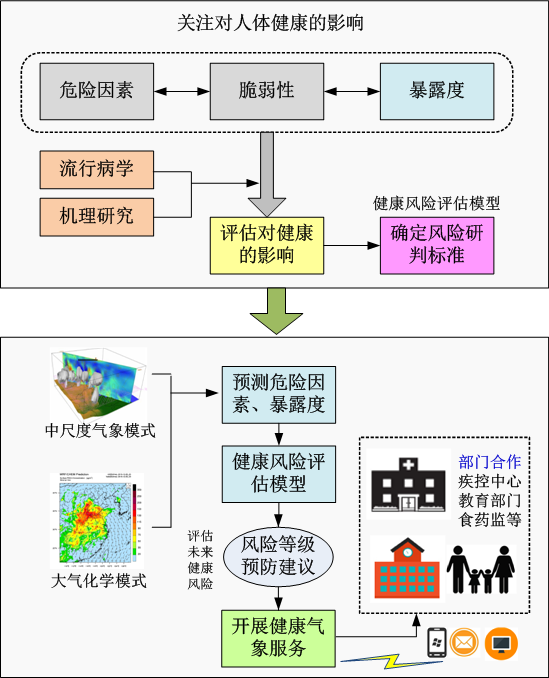 关注对人体健康的影响
危险因素
脆弱性
暴露度
流行病学
机理研究
健康风险评估模型
评估对健康
的影响
确定风险研
判标准
中尺度气象模式
大气化学模式
预测危险因
素、暴露度
健康风险评
估模型
评估
未来
健康
风险
风险等级
预防建议
开展健康气
象服务
部门合作
疾控中心
教育部门
食药监等